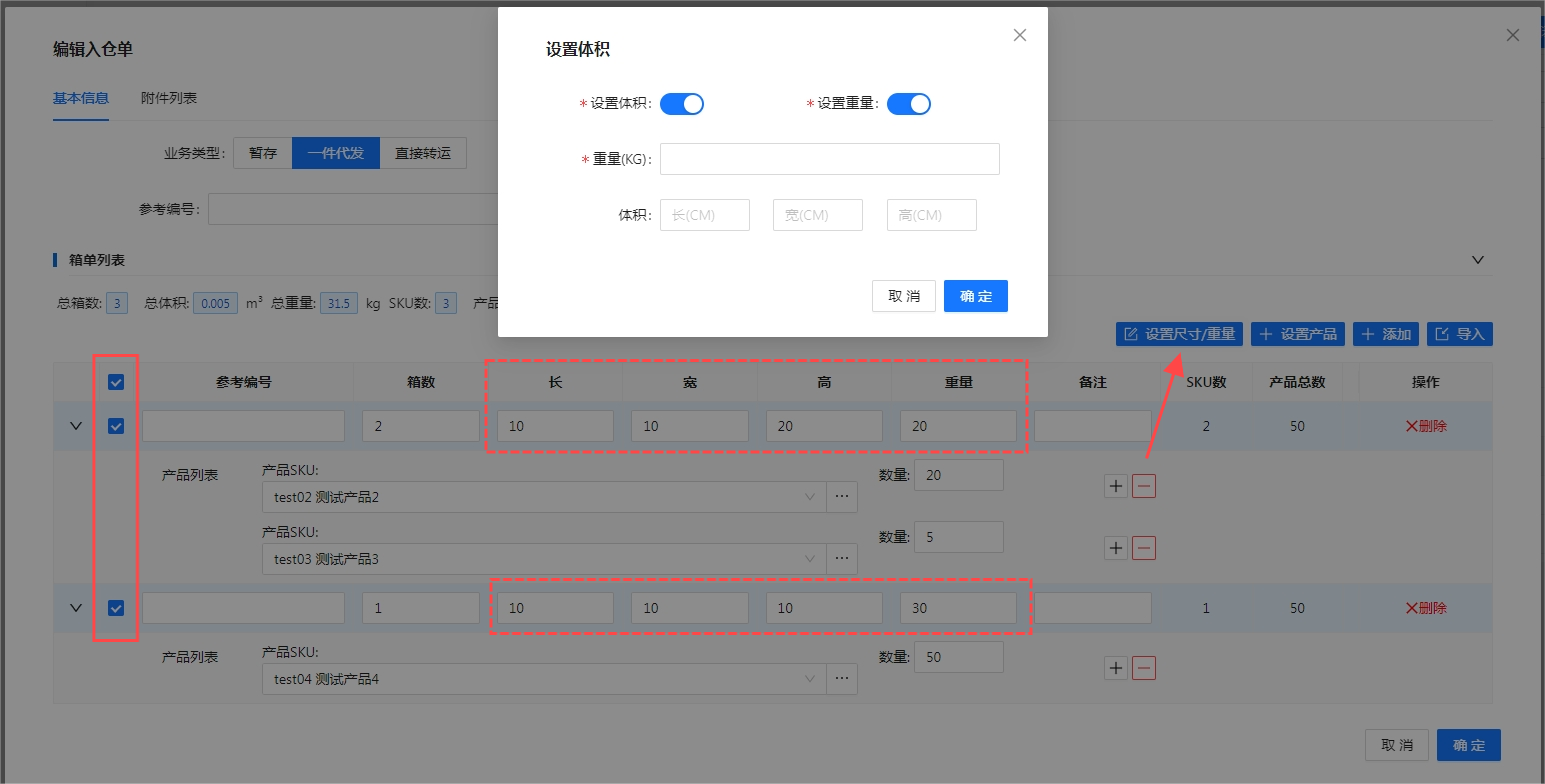 设置体积
* 设置体积:
* 设置重量:
* 重量(KG):
体积: 长(CM) 宽(CM) 高(CM)
取 消 确 定
编辑入仓单
基本信息 附件列表
业务类型: 暂存 一件代发 直接转运
参考编号:
箱单列表
总箱数: 3 总体积: 0.005 m³ 总重量: 31.5 kg SKU数: 3 产品
设置尺寸/重量 设置产品 添加 导入
参考编号 箱数 长 宽 高 重量 备注 SKU数 产品总数 操作
2 10 10 20 20 2 50 删除
产品列表 产品SKU: 数量: 20
test02 测试产品2 ...
产品SKU: 数量: 5
test03 测试产品3 ...
1 10 10 10 30 1 50 删除
产品列表 产品SKU: 数量: 50
test04 测试产品4 ...
取 消 确 定